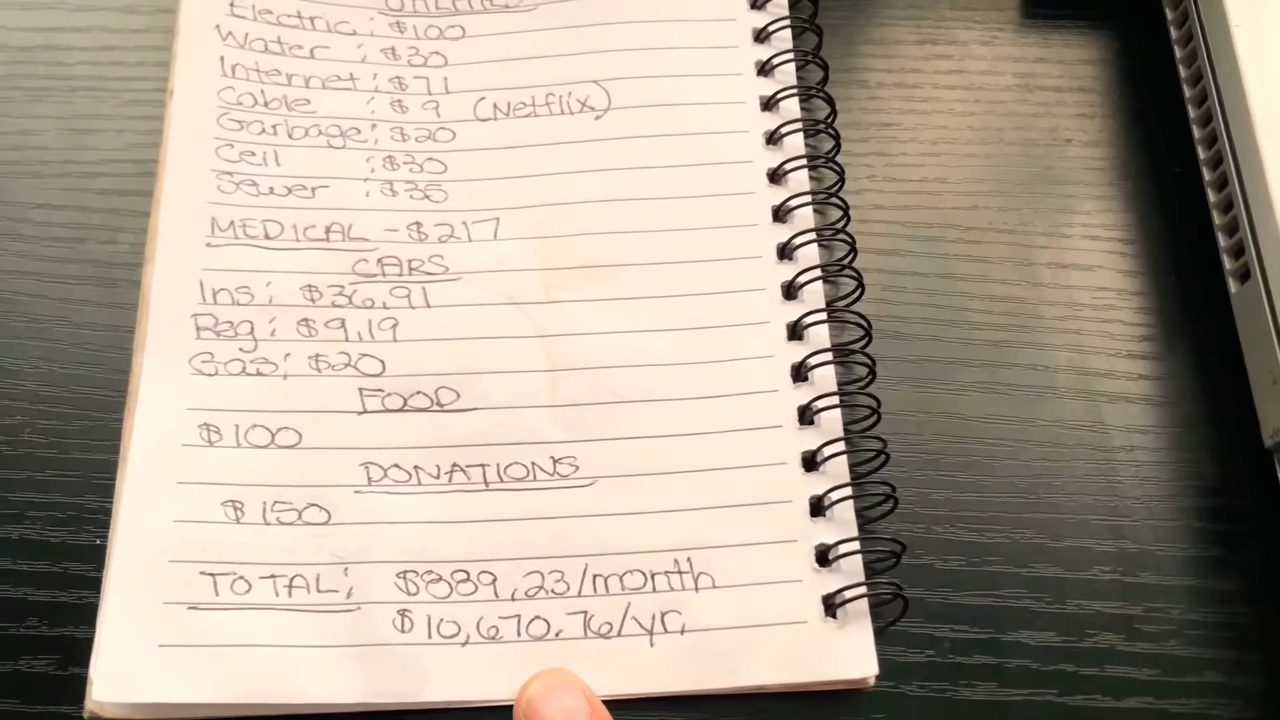 UTILITIES
Electric: $100
Water : $30
Internet: $71
Cable : $9 (Netflix)
Garbage: $20
Cell : $30
Sewer : $35
MEDICAL - $217
CARS
Ins: $36.91
Reg: $9.19
Gas: $20
FOOD
$100
DONATIONS
$150
TOTAL: $889.23/month
$10,670.76/yr.